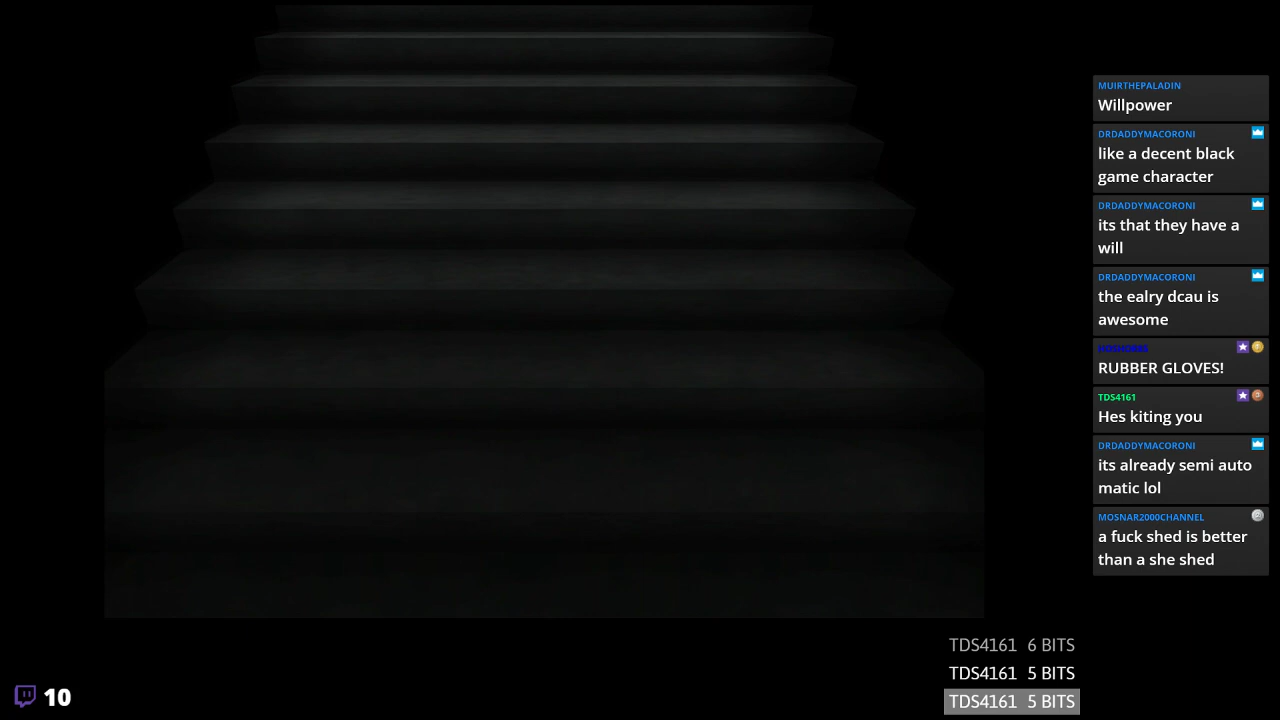 MUIRTHEPALADIN
Willpower
DRDADDYMACORONI
like a decent black
game character
DRDADDYMACORONI
its that they have a
will
DRDADDYMACORONI
the ealry dcau is
awesome
RUBBER GLOVES!
TDS4161
Hes kiting you
DRDADDYMACORONI
its already semi auto
matic lol
MOSNAR2000CHANNEL
a fuck shed is better
than a she shed
TDS4161 6 BITS
TDS4161 5 BITS
TDS4161 5 BITS
10